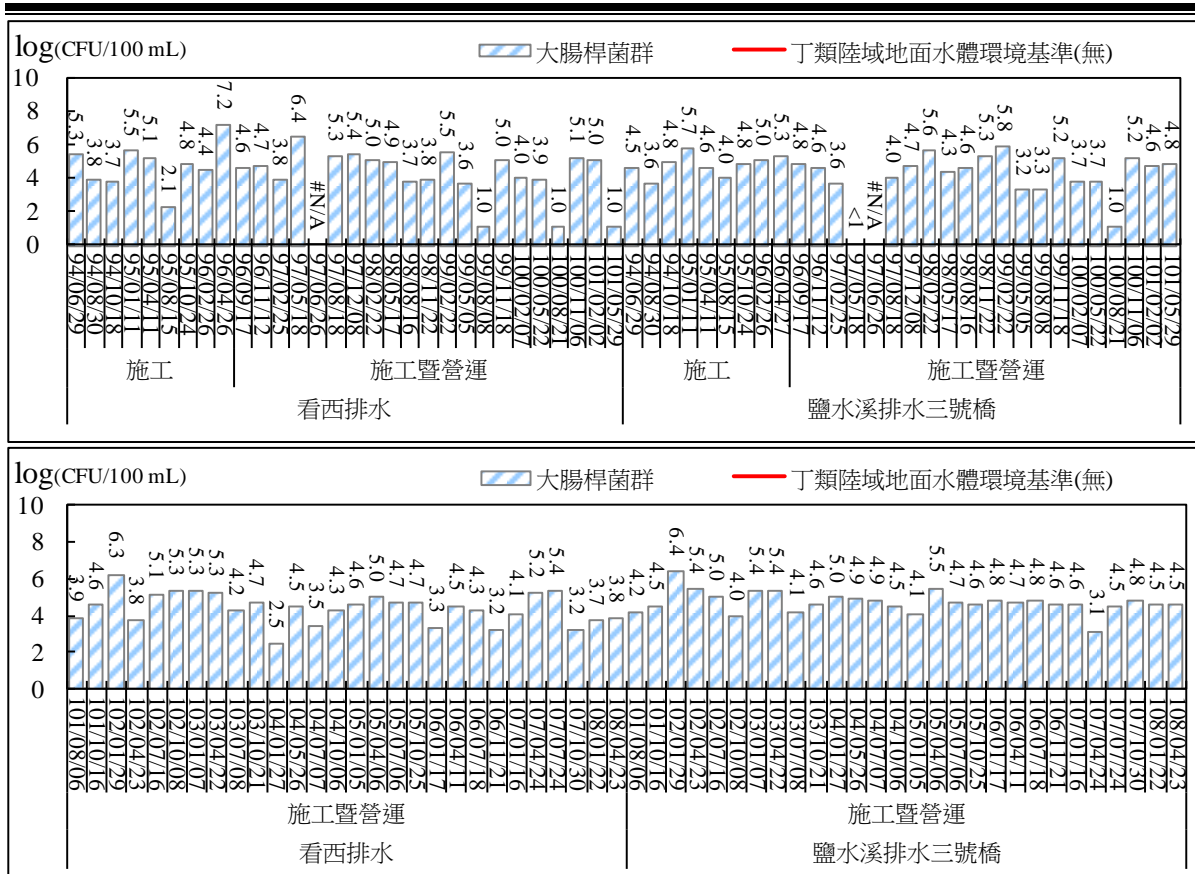 log(CFU/100 mL)
大腸桿菌群 丁類陸域地面水體環境基準(無)
10
8
6
4
2
0
5.3 3.8 3.7 5.5 5.1 2.1 4.8 4.4 7.2 4.6 4.7 3.8 6.4 #N/A 5.3 5.4 5.0 4.9 3.7 3.8 5.5 3.6 1.0 5.0 4.0 3.9 1.0 5.1 5.0 1.0 4.5 3.6 4.8 5.7 4.6 4.0 4.8 5.0 5.3 4.8 4.6 3.6 <1 #N/A 4.0 4.7 5.6 4.3 4.6 5.3 5.8 3.2 3.3 5.2 3.7 3.7 1.0 5.2 4.6 4.8
94/06/29 94/08/30 94/10/18 95/01/11 95/04/11 95/08/15 95/10/24 96/02/26 96/04/26 96/09/17 96/11/12 97/02/25 97/05/18 97/06/26 97/08/18 97/12/08 98/02/22 98/05/17 98/08/16 98/11/22 99/02/22 99/05/05 99/08/08 99/11/18 100/02/07 100/05/22 100/08/21 100/11/06 101/02/02 101/05/29 94/06/29 94/08/30 94/10/18 95/01/11 95/04/11 95/08/15 95/10/24 96/02/26 96/04/27 96/09/17 96/11/12 97/02/25 97/05/18 97/06/26 97/08/18 97/12/08 98/02/22 98/05/17 98/08/16 98/11/22 99/02/22 99/05/05 99/08/08 99/11/18 100/02/07 100/05/22 100/08/21 100/11/06 101/02/02 101/05/29
施工 施工暨營運 施工 施工暨營運
看西排水 鹽水溪排水三號橋
log(CFU/100 mL)
大腸桿菌群 丁類陸域地面水體環境基準(無)
10
8
6
4
2
0
3.9 4.6 6.3 3.8 5.1 5.3 5.3 5.3 4.2 4.7 2.5 4.5 3.5 4.3 4.6 5.0 4.7 4.7 3.3 4.5 4.3 3.2 4.1 5.2 5.4 3.2 3.7 3.8 4.2 4.5 6.4 5.4 5.0 4.0 5.4 5.4 4.1 4.6 5.0 4.9 4.9 4.5 4.1 5.5 4.7 4.6 4.8 4.7 4.8 4.6 4.6 3.1 4.5 4.8 4.5 4.5
101/08/06 101/10/16 102/01/29 102/04/23 102/07/16 102/10/08 103/01/07 103/04/22 103/07/08 103/10/21 104/01/27 104/05/26 104/07/07 104/10/06 105/01/05 105/04/06 105/07/06 105/10/25 106/01/17 106/04/11 106/07/18 106/11/21 107/01/16 107/04/24 107/07/24 107/10/30 108/01/22 108/04/23 101/08/06 101/10/16 102/01/29 102/04/23 102/07/16 102/10/08 103/01/07 103/04/22 103/07/08 103/10/21 104/01/27 104/05/26 104/07/07 104/10/06 105/01/05 105/04/06 105/07/06 105/10/25 106/01/17 106/04/11 106/07/18 106/11/21 107/01/16 107/04/24 107/07/24 107/10/30 108/01/22 108/04/23
施工暨營運 施工暨營運
看西排水 鹽水溪排水三號橋